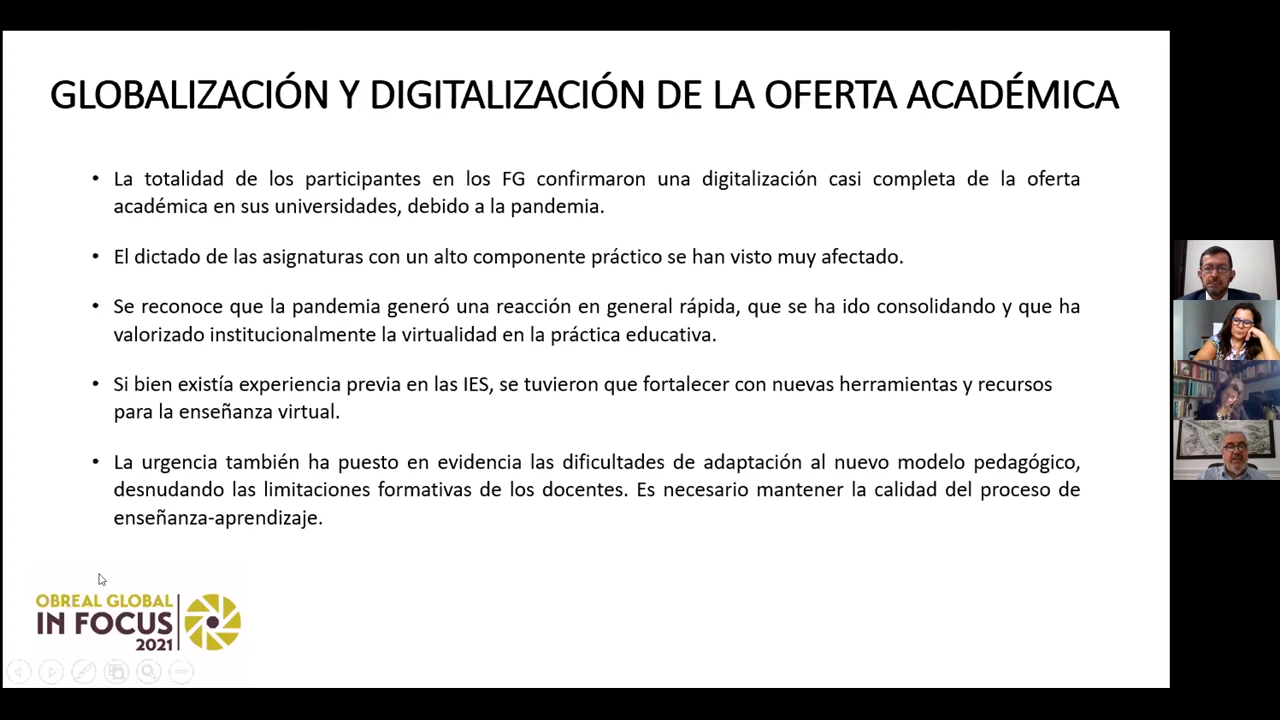 GLOBALIZACIÓN Y DIGITALIZACIÓN DE LA OFERTA ACADÉMICA
• La totalidad de los participantes en los FG confirmaron una digitalización casi completa de la oferta
académica en sus universidades, debido a la pandemia.
• El dictado de las asignaturas con un alto componente práctico se han visto muy afectado.
• Se reconoce que la pandemia generó una reacción en general rápida, que se ha ido consolidando y que ha
valorizado institucionalmente la virtualidad en la práctica educativa.
• Si bien existía experiencia previa en las IES, se tuvieron que fortalecer con nuevas herramientas y recursos
para la enseñanza virtual.
• La urgencia también ha puesto en evidencia las dificultades de adaptación al nuevo modelo pedagógico,
desnudando las limitaciones formativas de los docentes. Es necesario mantener la calidad del proceso de
enseñanza-aprendizaje.
OBREAL GLOBAL
IN FOCUS
2021